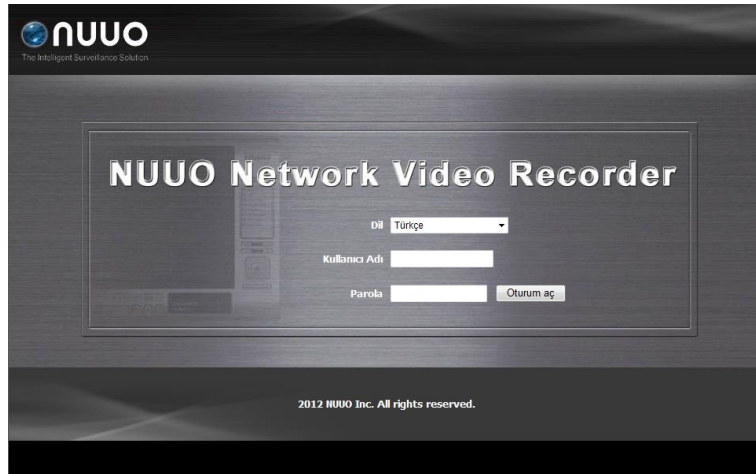 NUUO
The Intelligent Surveillance Solution
NUUO Network Video Recorder
Dil Türkçe
Kullanıcı Adı
Parola Oturum aç
2012 NUUO Inc. All rights reserved.